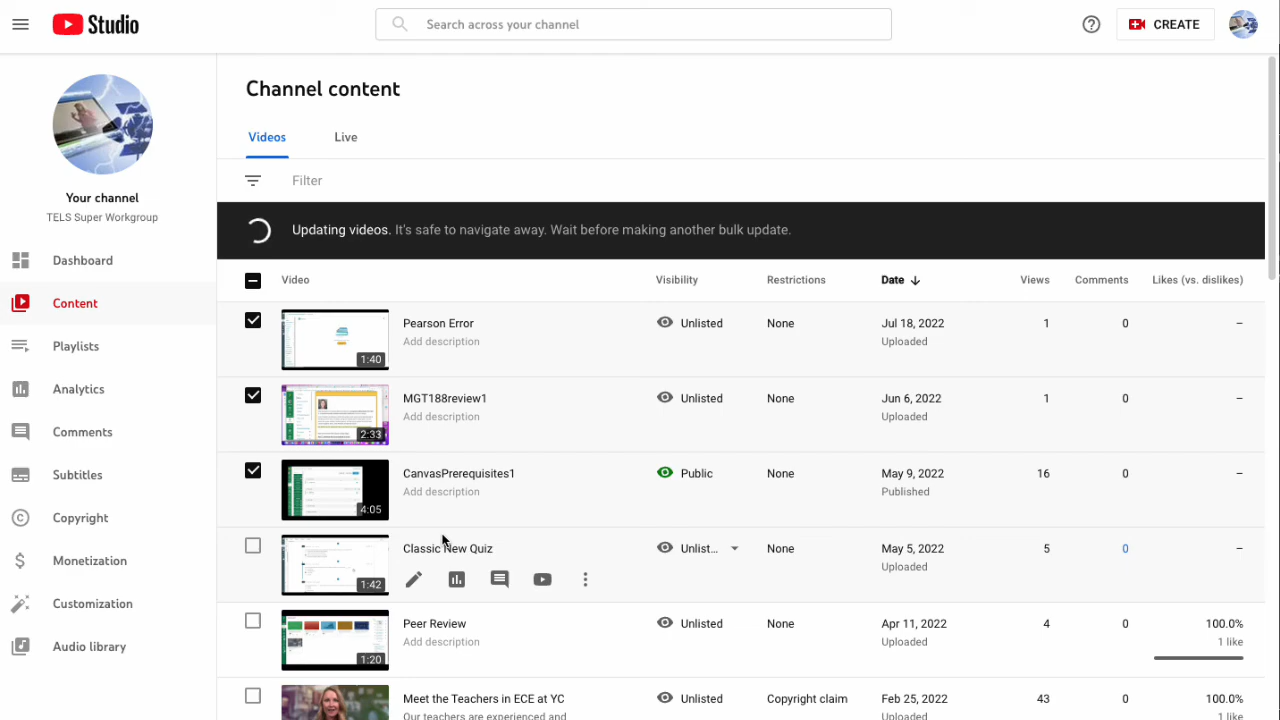 Studio
Search across your channel
CREATE
Channel content
Videos
Live
Your channel
TELS Super Workgroup
Filter
Updating videos. It's safe to navigate away. Wait before making another bulk update.
Dashboard
Content
Playlists
Analytics
Comments
Subtitles
Copyright
Monetization
Customization
Audio library
Video Visibility Restrictions Date Views Comments Likes (vs. dislikes)
Pearson Error Unlisted None Jul 18, 2022 1 0 –
Add description Uploaded
1:40
MGT188review1 Unlisted None Jun 6, 2022 1 0 –
Add description Uploaded
2:33
CanvasPrerequisites1 Public None May 9, 2022 16 0 –
Add description Published
4:05
Classic New Quiz Unlist... None May 5, 2022 5 0 –
Uploaded
1:42
Peer Review Unlisted None Apr 11, 2022 4 0 100.0%
Add description Uploaded 1 like
1:20
Meet the Teachers in ECE at YC Unlisted Copyright claim Feb 25, 2022 43 0 100.0%
Our teachers are experienced and Uploaded 1 like